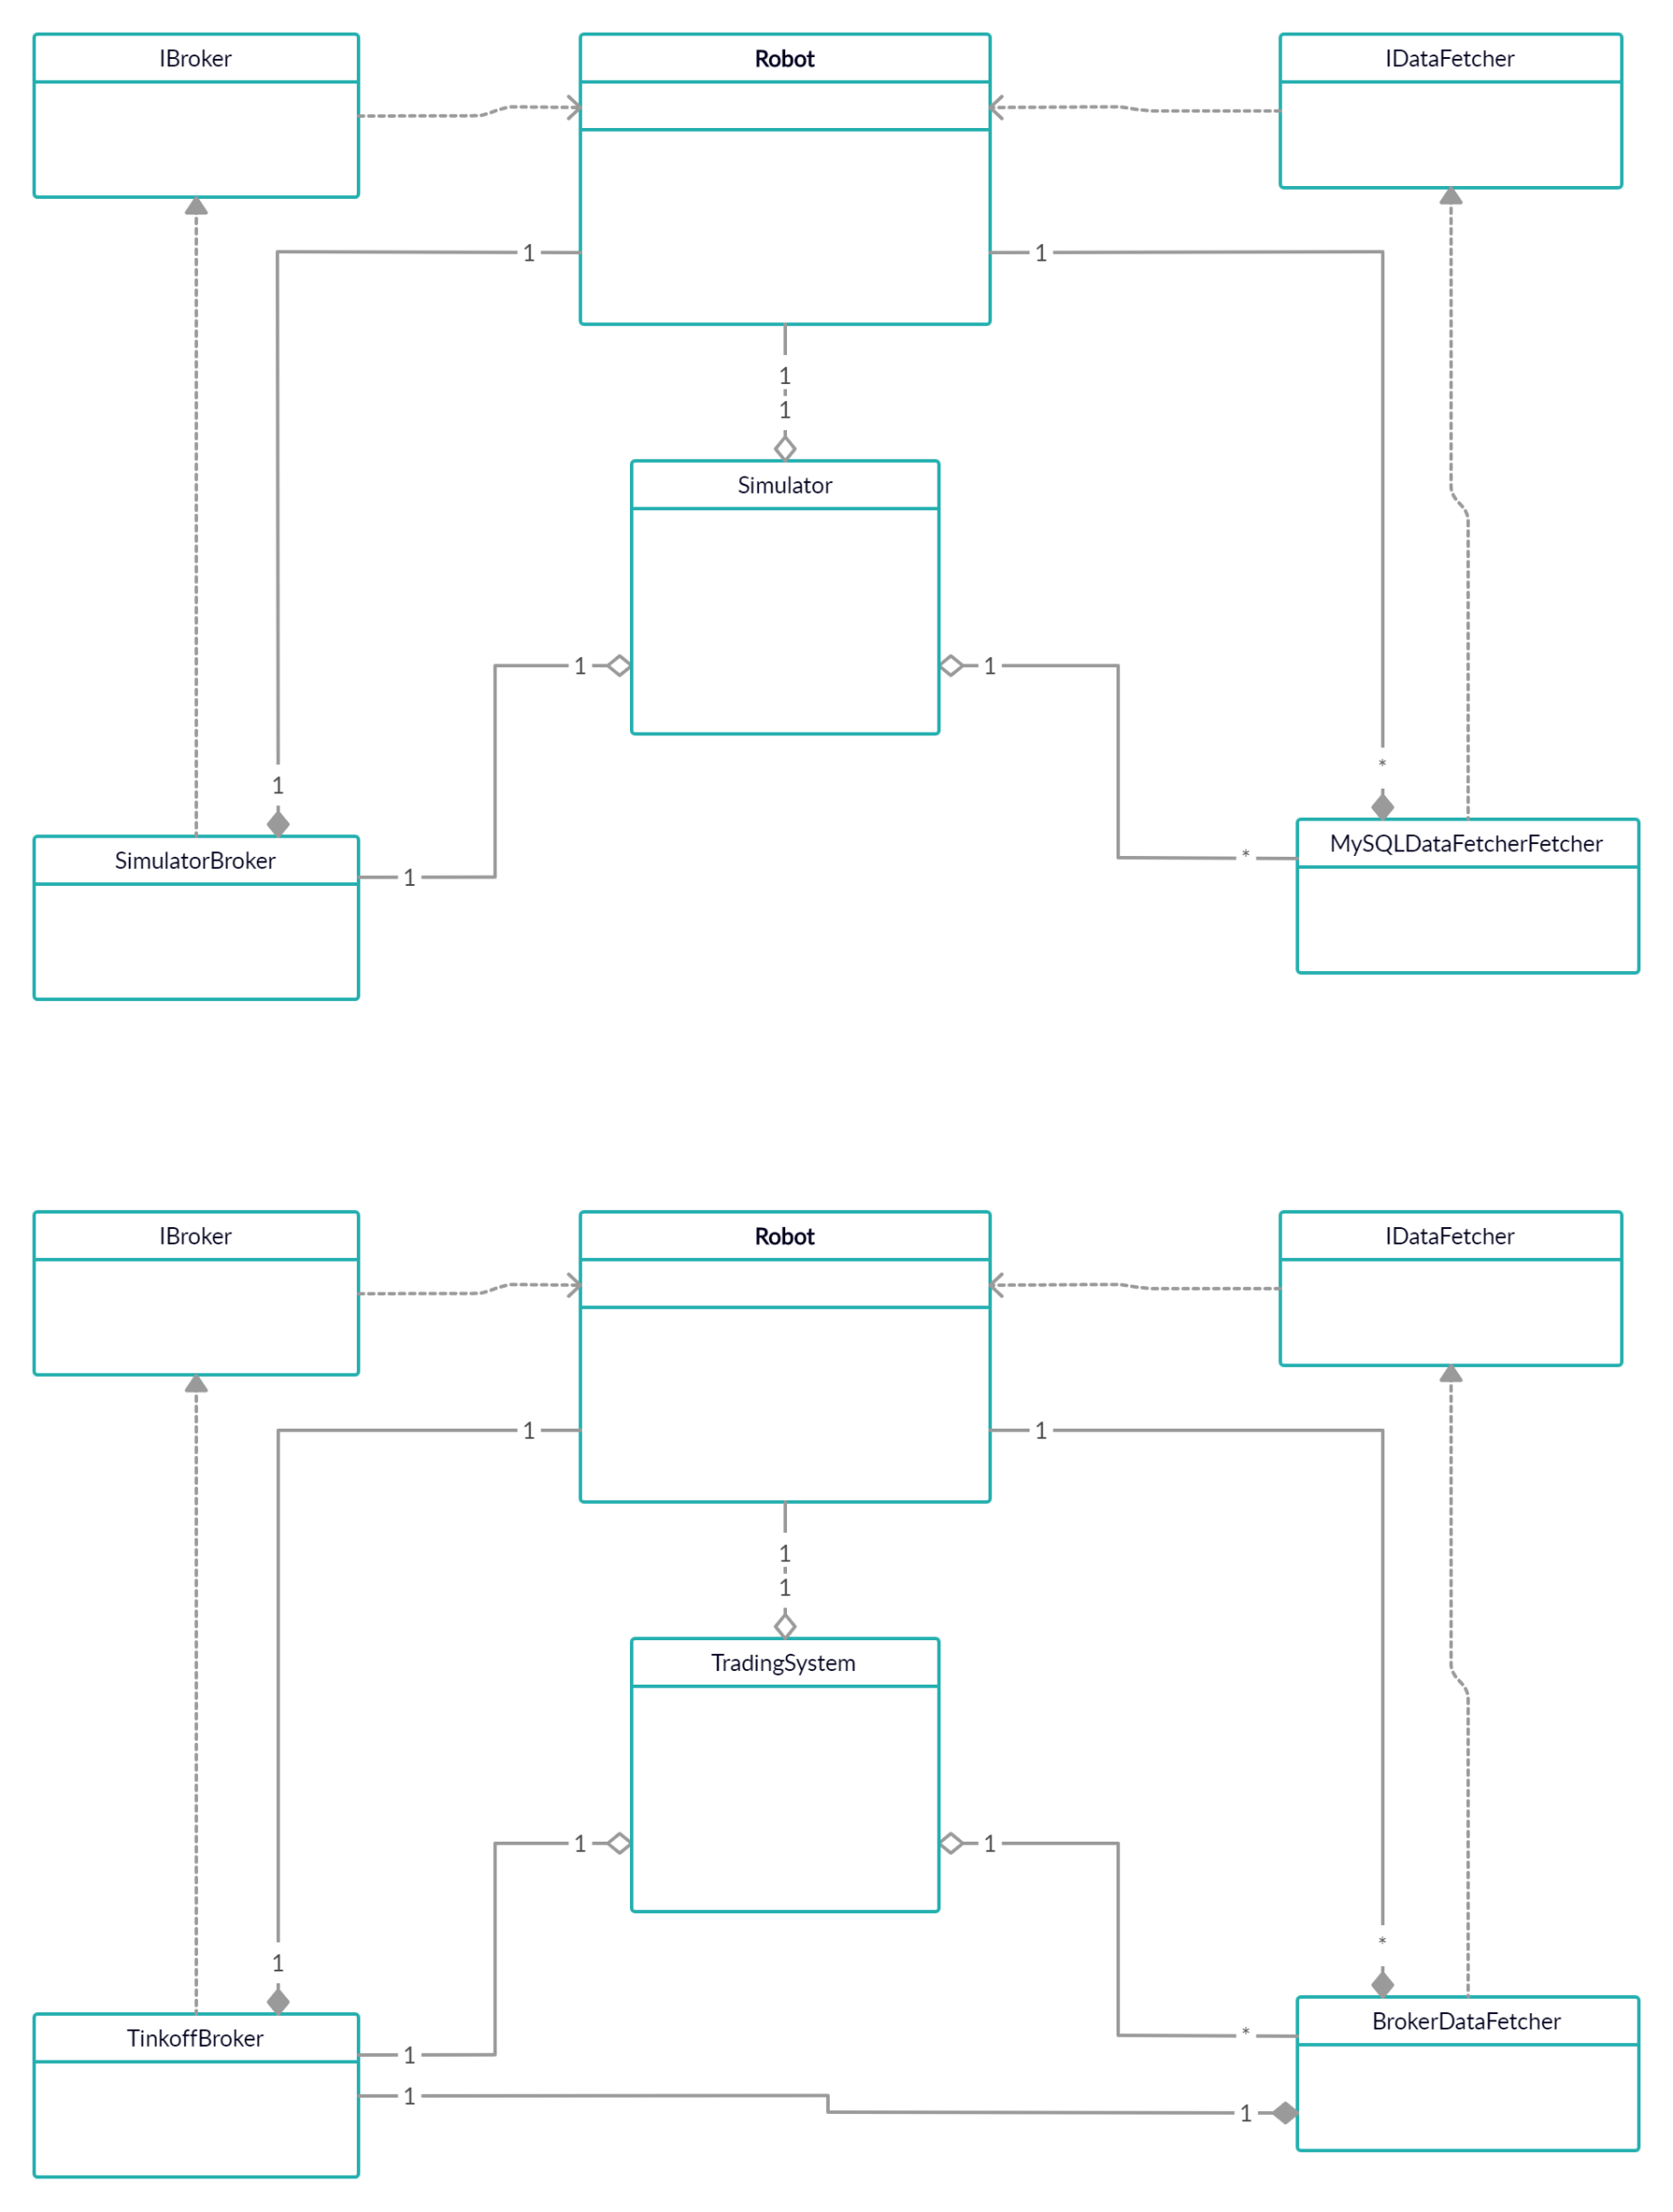 IBroker
Robot
IDataFetcher
1
1
1
1
Simulator
1
1
*
1
*
MySQLDataFetcherFetcher
SimulatorBroker
1
IBroker
Robot
IDataFetcher
1
1
1
1
TradingSystem
1
1
*
1
*
BrokerDataFetcher
TinkoffBroker
1
1
1